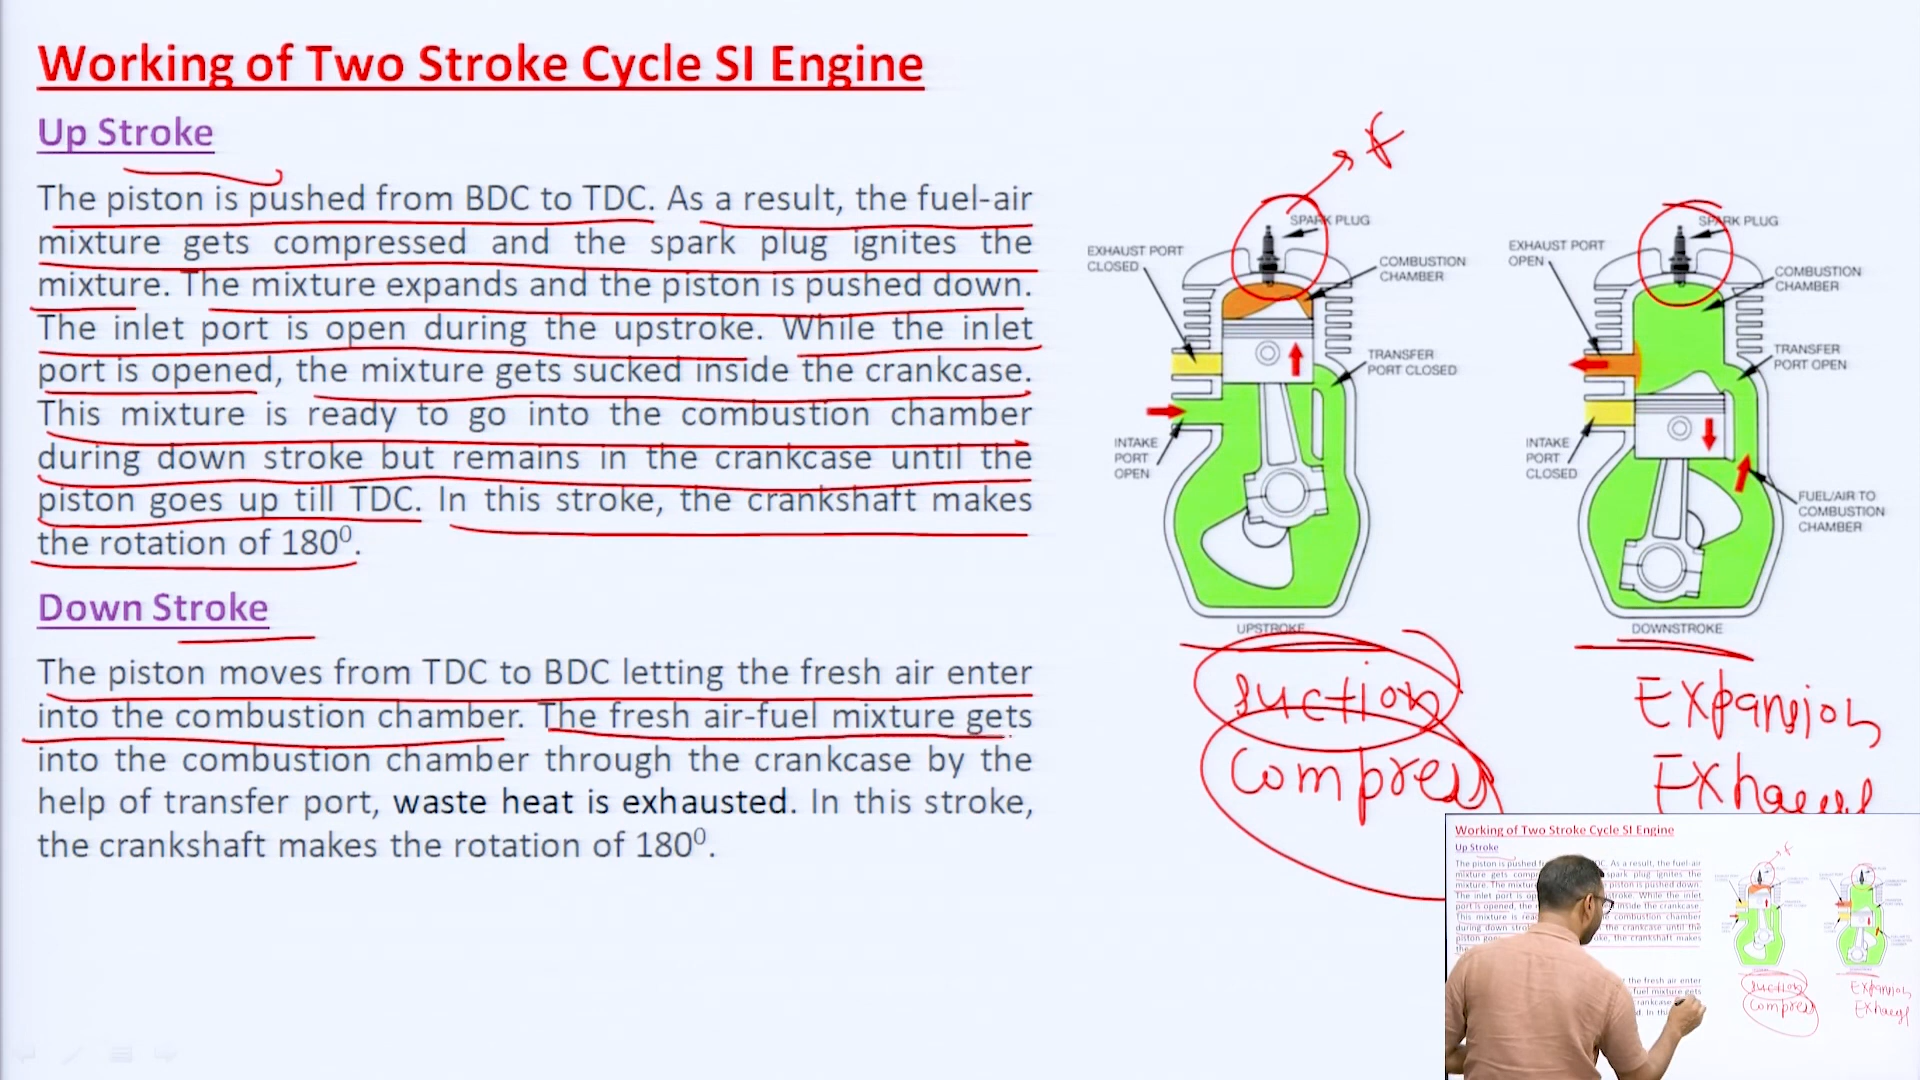 Working of Two Stroke Cycle SI Engine
Up Stroke
The piston is pushed from BDC to TDC. As a result, the fuel-air
mixture gets compressed and the spark plug ignites the
mixture. The mixture expands and the piston is pushed down.
The inlet port is open during the upstroke. While the inlet
port is opened, the mixture gets sucked inside the crankcase.
This mixture is ready to go into the combustion chamber
during down stroke but remains in the crankcase until the
piston goes up till TDC. In this stroke, the crankshaft makes
the rotation of 180⁰.
Down Stroke
The piston moves from TDC to BDC letting the fresh air enter
into the combustion chamber. The fresh air-fuel mixture gets
into the combustion chamber through the crankcase by the
help of transfer port, waste heat is exhausted. In this stroke,
the crankshaft makes the rotation of 180⁰.
SPARK PLUG
EXHAUST PORT
CLOSED
COMBUSTION
CHAMBER
TRANSFER
PORT CLOSED
INTAKE
PORT
OPEN
UPSTROKE
suction
Compress
SPARK PLUG
EXHAUST PORT
OPEN
COMBUSTION
CHAMBER
TRANSFER
PORT OPEN
INTAKE
PORT
CLOSED
FUEL/AIR TO
COMBUSTION
CHAMBER
DOWNSTROKE
Expansion
Working of Two Stroke Cycle SI Engine
Up Stroke